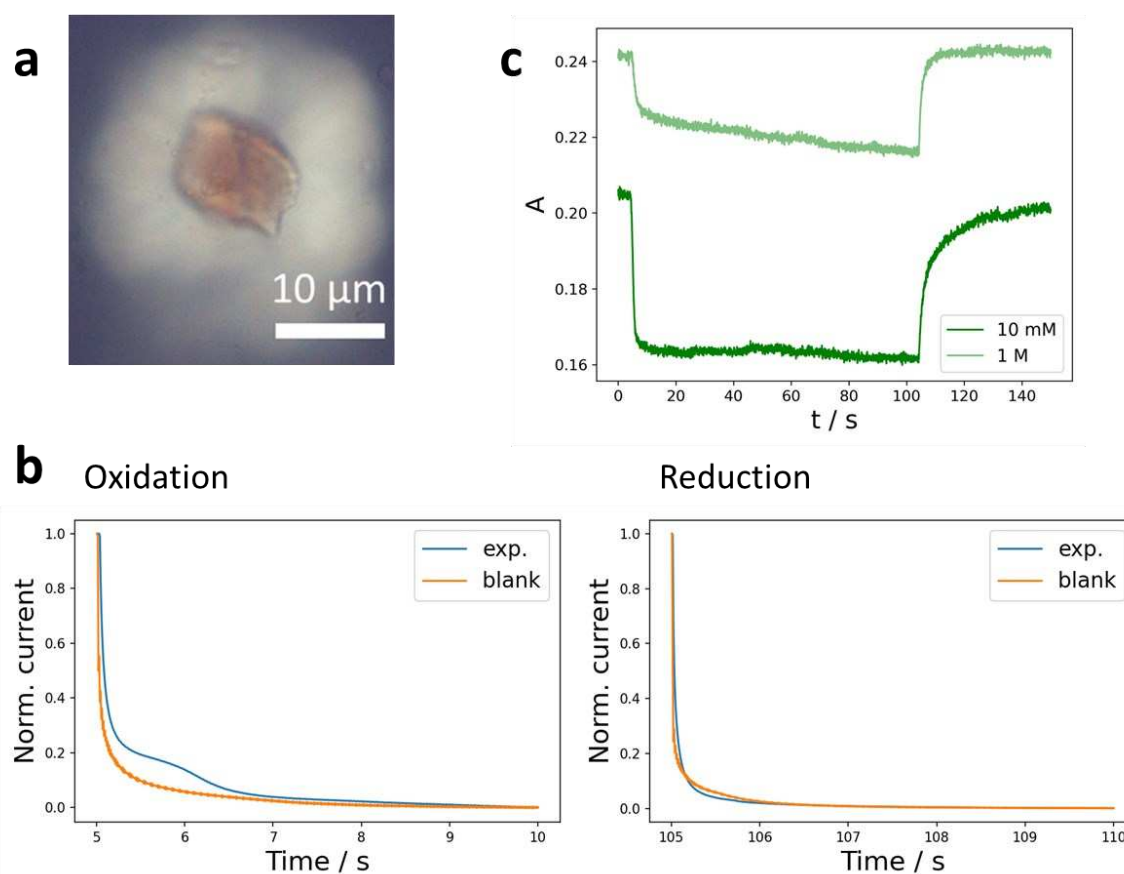 a
10 µm
c
0.24
0.22
0.20
0.18
0.16
A
10 mM
1 M
0 20 40 60 80 100 120 140
t / s
b
Oxidation
Reduction
1.0
0.8
0.6
0.4
0.2
0.0
Norm. current
exp.
blank
5 6 7 8 9 10
Time / s
1.0
0.8
0.6
0.4
0.2
0.0
Norm. current
exp.
blank
105 106 107 108 109 110
Time / s